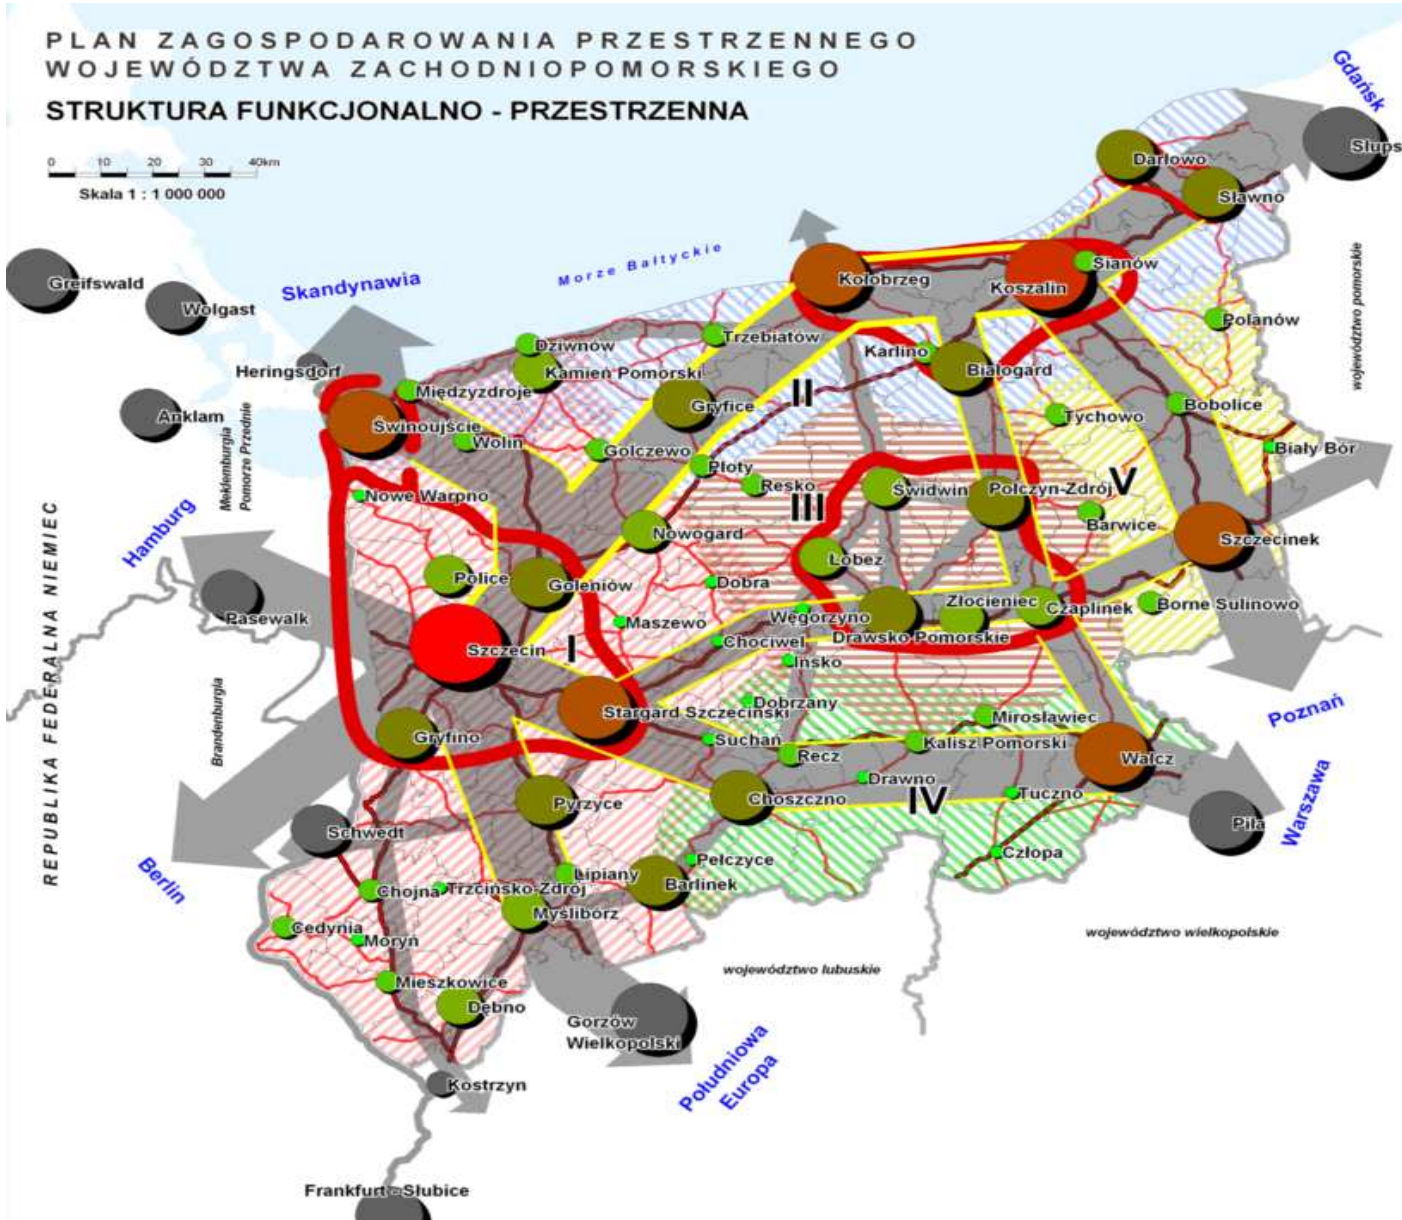 PLAN ZAGOSPODAROWANIA PRZESTRZENNEGO
WOJEWÓDZTWA ZACHODNIOPOMORSKIEGO
STRUKTURA FUNKCJONALNO - PRZESTRZENNA
0 10 20 30 40km
Skala 1 : 1 000 000
Gdańsk
Słups
Darłowo
Sławno
województwo pomorskie
Morze Bałtyckie
Skandynawia
Greifswald
Wolgast
Heringsdorf
Anklam
Kołobrzeg
Koszalin
Sianów
Polanów
Dziwnów
Trzebiatów
Kamień Pomorski
Karlino
Białogard
Międzyzdroje
Gryfice
II
Tychowo
Bobolice
Świnoujście
Wolin
Golczewo
Płoty
Biały Bór
Meklemburgia
Pomorze Przednie
Nowe Warpno
Resko
Świdwin
Połczyn-Zdrój
V
III
Barwice
Szczecinek
Hamburg
Nowogard
Łobez
Police
Goleniów
Dobra
Pasewalk
Węgorzyno
Złocieniec
Czaplinek
Borne Sulinowo
Maszewo
Chociwel
Drawsko Pomorskie
Szczecin
I
Ińsko
REPUBLIKA FEDERALNA NIEMIEC
Brandenburgia
Dobrzany
Stargard Szczeciński
Mirosławiec
Poznań
Gryfino
Suchań
Recz
Kalisz Pomorski
Wałcz
Drawno
Tuczno
Warszawa
Pyrzyce
Choszczno
IV
Piła
Schwedt
Człopa
Pełczyce
Berlin
Chojna
Trzcińsko-Zdrój
Lipiany
Barlinek
Myślibórz
Cedynia
Moryń
województwo wielkopolskie
województwo lubuskie
Mieszkowice
Dębno
Gorzów
Wielkopolski
Południowa
Europa
Kostrzyn
Frankfurt - Słubice